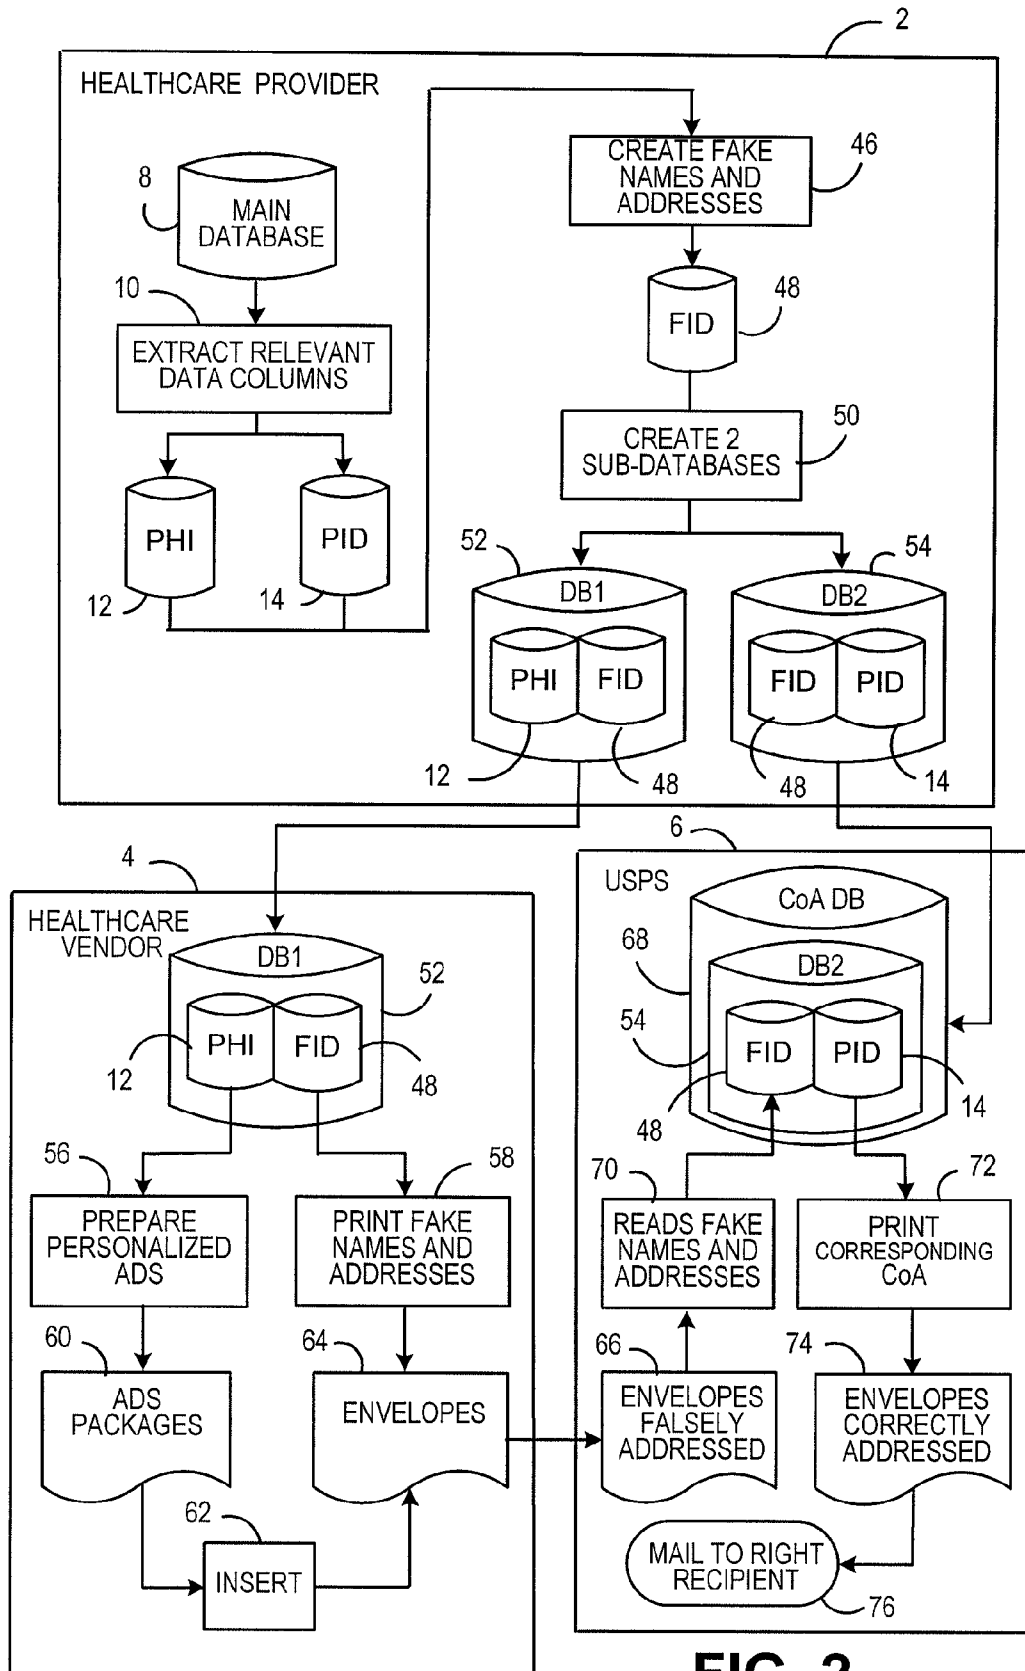 2
HEALTHCARE PROVIDER
8
MAIN
DATABASE
10
EXTRACT RELEVANT
DATA COLUMNS
PHI
PID
12
14
CREATE FAKE
NAMES AND
ADDRESSES
46
48
FID
50
CREATE 2
SUB-DATABASES
52
54
DB1
DB2
PHI
FID
FID
PID
12
48
48
14
4
HEALTHCARE
VENDOR
DB1
52
PHI
FID
12
48
56
58
PREPARE
PERSONALIZED
ADS
PRINT FAKE
NAMES AND
ADDRESSES
60
64
ADS
PACKAGES
ENVELOPES
62
INSERT
6
USPS
CoA DB
68
DB2
54
FID
PID
48
14
70
72
READS FAKE
NAMES AND
ADDRESSES
PRINT
CORRESPONDING
CoA
66
74
ENVELOPES
FALSELY
ADDRESSED
ENVELOPES
CORRECTLY
ADDRESSED
MAIL TO RIGHT
RECIPIENT
76
FIG. 2